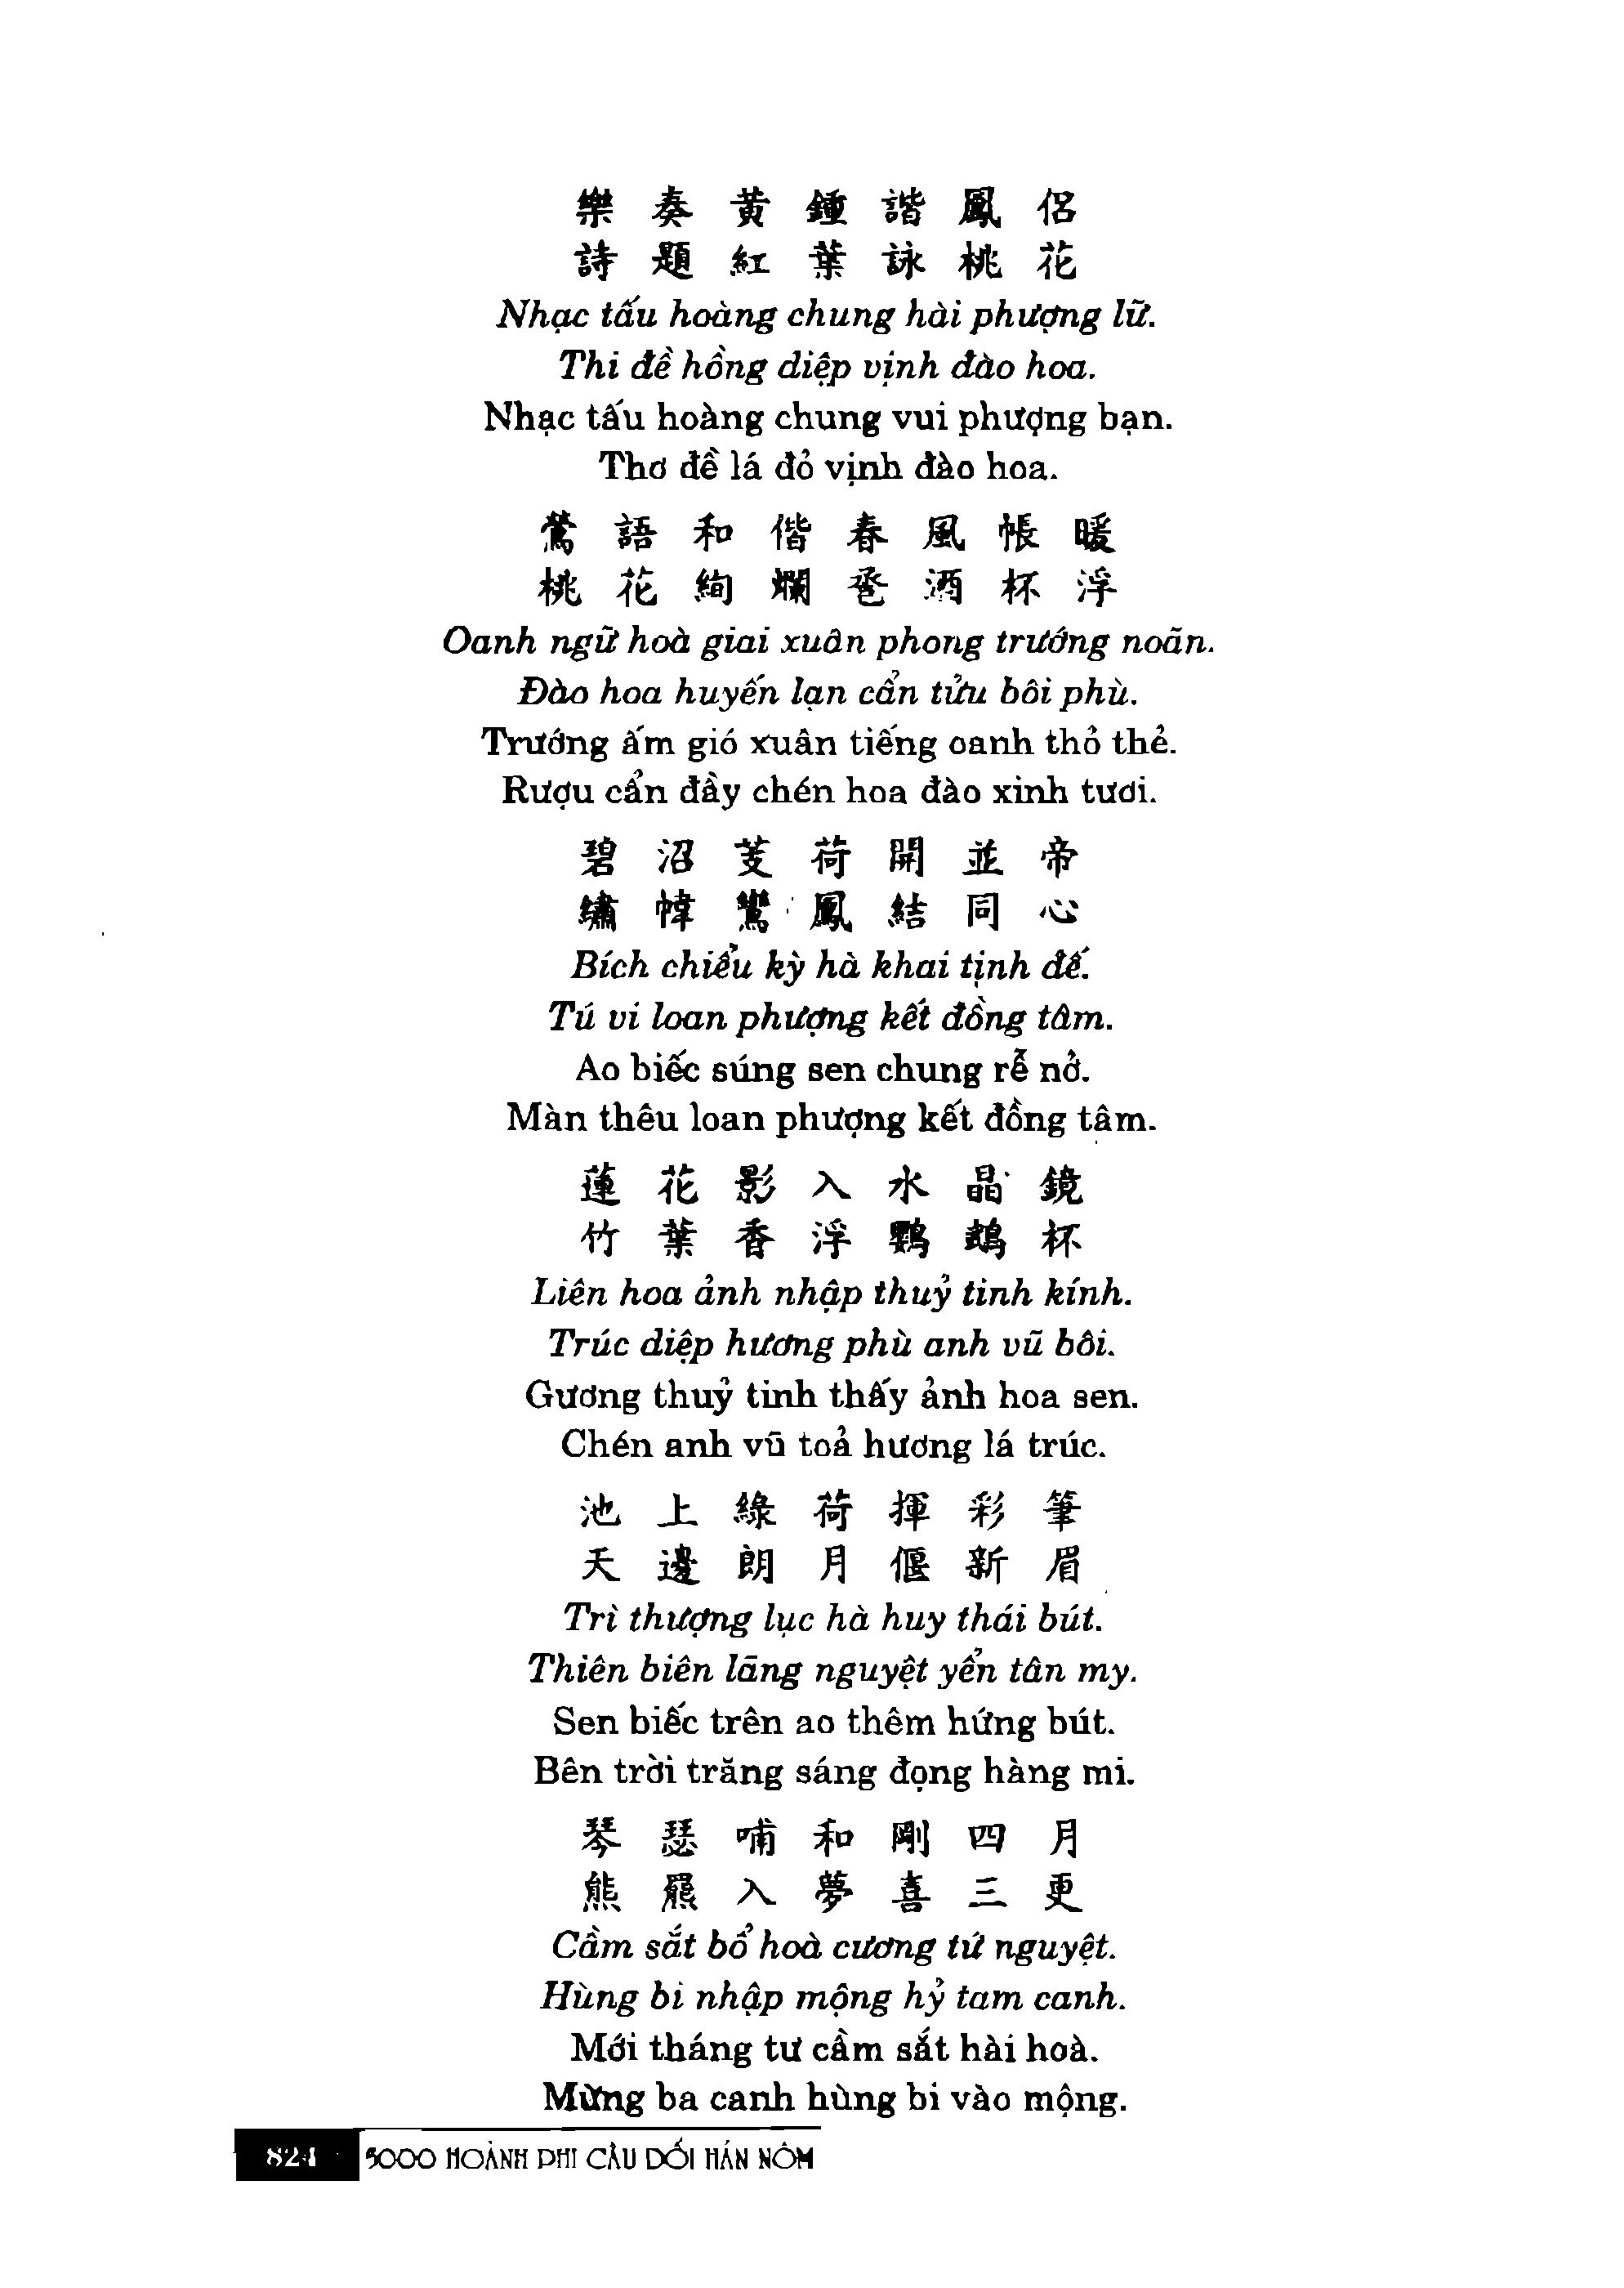 樂奏黃鍾諧鳳侶
詩題紅葉詠桃花
Nhạc tấu hoàng chung hài phượng lữ.
Thi đề hồng diệp vịnh đào hoa.
Nhạc tấu hoàng chung vui phượng bạn.
Thơ đề lá đỏ vịnh đào hoa.
鶯語和偕春風帳暖
桃花絢爛卺酒杯浮
Oanh ngữ hoà giai xuân phong trướng noãn.
Đào hoa huyến lạn cẩn tửu bôi phù.
Trướng ấm gió xuân tiếng oanh thỏ thẻ.
Rượu cẩn đầy chén hoa đào xinh tươi.
碧沼芰荷開並帝
繡幃鸞鳳結同心
Bích chiểu kỳ hà khai tịnh đế.
Tú vi loan phượng kết đồng tâm.
Ao biếc súng sen chung rễ nở.
Màn thêu loan phượng kết đồng tâm.
蓮花影入水晶鏡
竹葉香浮鸚鵡杯
Liên hoa ảnh nhập thuỷ tinh kính.
Trúc diệp hương phù anh vũ bôi.
Gương thuỷ tinh thấy ảnh hoa sen.
Chén anh vũ toả hương lá trúc.
池上綠荷揮彩筆
天邊朗月偃新眉
Trì thượng lục hà huy thái bút.
Thiên biên lãng nguyệt yển tân my.
Sen biếc trên ao thêm hứng bút.
Bên trời trăng sáng đọng hàng mi.
琴瑟哺和剛四月
熊羆入夢喜三更
Cầm sắt bổ hoà cương tứ nguyệt.
Hùng bi nhập mộng hỷ tam canh.
Mới tháng tư cầm sắt hài hoà.
Mừng ba canh hùng bi vào mộng.
824 5000 HOÀNH PHI CÂU ĐỐI HÁN NÔM